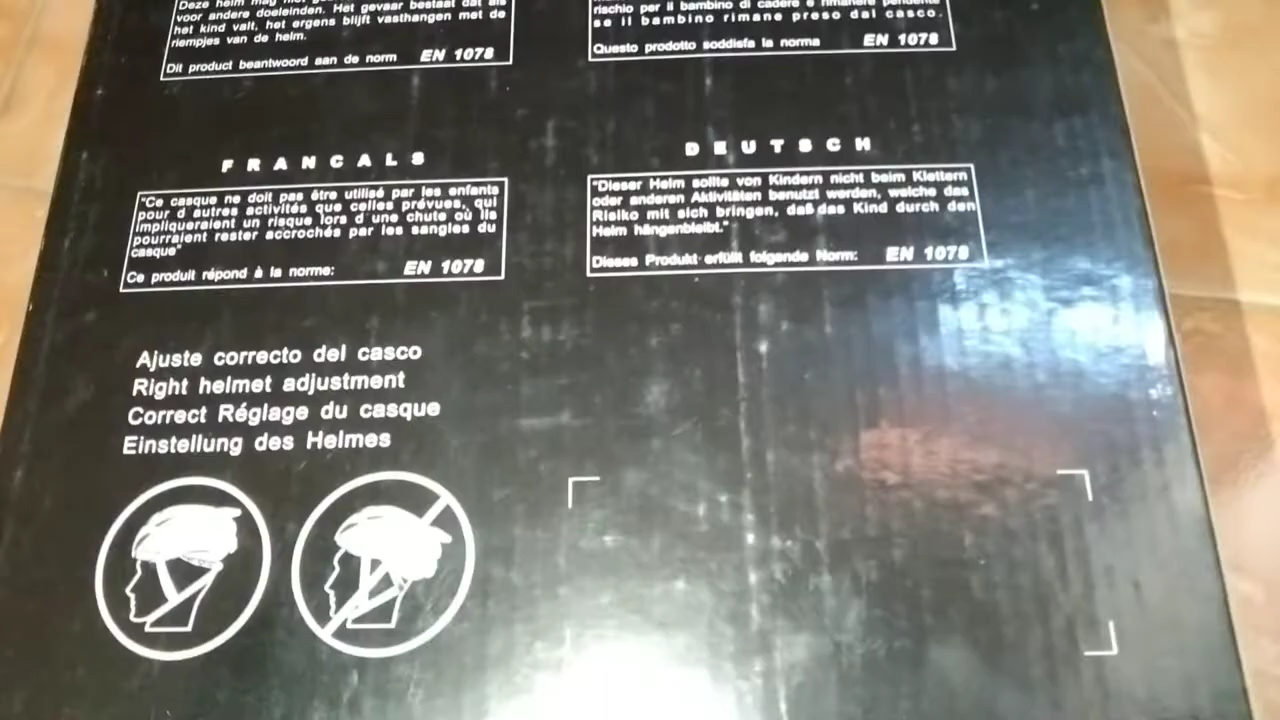 Deze helm mag niet
voor andere doeleinden. Het gevaar bestaat dat als
het kind valt, het ergens blijft vasthangen met de
riempjes van de helm.
Dit product beantwoord aan de norm EN 1078
rischio per il bambino di cadere e rimanere pendente
se il bambino rimane preso dal casco.
Questo prodotto soddisfa la norma EN 1078
FRANCAIS
"Ce casque ne doit pas être utilisé par les enfants
pour d autres activités que celles prévues, qui
impliqueraient un risque lors d une chute où ils
pourraient rester accrochés par les sangles du
casque"
Ce produit répond à la norme: EN 1078
DEUTSCH
"Dieser Helm sollte von Kindern nicht beim Klettern
oder anderen Aktivitäten benutzt werden, welche das
Risiko mit sich bringen, daß das Kind durch den
Helm hängenbleibt."
Dieses Produkt erfüllt folgende Norm: EN 1078
Ajuste correcto del casco
Right helmet adjustment
Correct Réglage du casque
Einstellung des Helmes